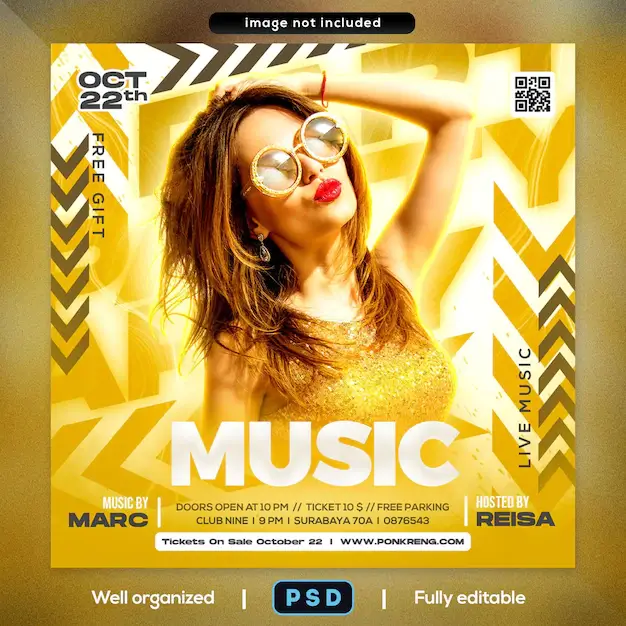 image not included
OCT
22th
FREE GIFT
LIVE MUSIC
MUSIC
MUSIC BY
MARC
DOORS OPEN AT 10 PM // TICKET 10 $ // FREE PARKING
CLUB NINE I 9 PM I SURABAYA 70A I 0876543
HOSTED BY
REISA
Tickets On Sale October 22 I WWW.PONKRENG.COM
Well organized | PSD | Fully editable